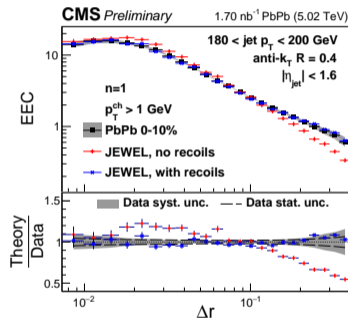 CMS Preliminary 1.70 nb⁻¹ PbPb (5.02 TeV)
180 < jet p_T < 200 GeV
anti-k_T R = 0.4
|η_jet| < 1.6
n=1
p_T^ch > 1 GeV
PbPb 0-10%
JEWEL, no recoils
JEWEL, with recoils
EEC
10
1
Data syst. unc. Data stat. unc.
Theory
Data
1.5
1.0
0.5
10⁻² 10⁻¹
Δr